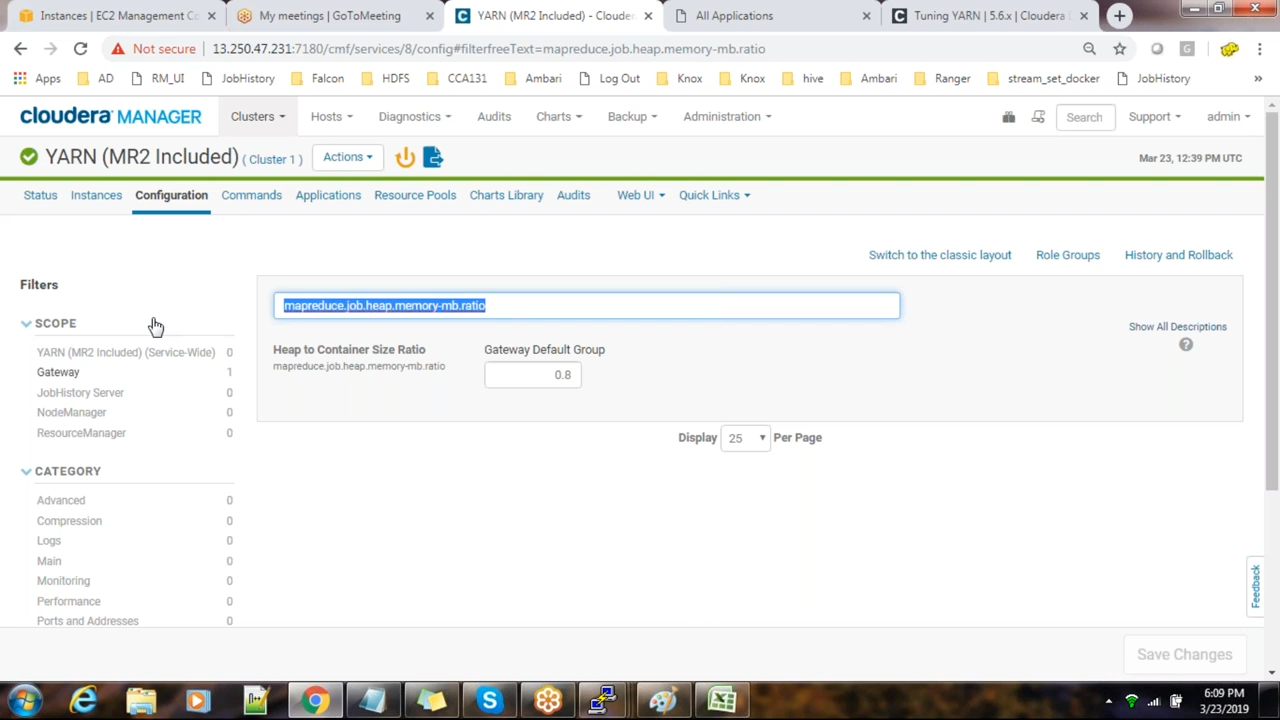 Instances | EC2 Management Co
My meetings | GoToMeeting
YARN (MR2 Included) - Clouder
All Applications
Tuning YARN | 5.6.x | Cloudera
Not secure
13.250.47.231:7180/cmf/services/8/config#filterfreeText=mapreduce.job.heap.memory-mb.ratio
Apps
AD
RM_UI
JobHistory
Falcon
HDFS
CCA131
Ambari
Log Out
Knox
Knox
hive
Ambari
Ranger
stream_set_docker
JobHistory
»
cloudera MANAGER
Clusters
Hosts
Diagnostics
Audits
Charts
Backup
Administration
Search
Support
admin
YARN (MR2 Included) ( Cluster 1 )
Actions
Mar 23, 12:39 PM UTC
Status
Instances
Configuration
Commands
Applications
Resource Pools
Charts Library
Audits
Web UI
Quick Links
Switch to the classic layout
Role Groups
History and Rollback
Filters
mapreduce.job.heap.memory-mb.ratio
SCOPE
Show All Descriptions
YARN (MR2 Included) (Service-Wide) 0
Gateway 1
JobHistory Server 0
NodeManager 0
ResourceManager 0
Heap to Container Size Ratio
mapreduce.job.heap.memory-mb.ratio
Gateway Default Group
0.8
Display 25 Per Page
CATEGORY
Advanced 0
Compression 0
Logs 0
Main 0
Monitoring 0
Performance 0
Ports and Addresses 0
Feedback
Save Changes
6:09 PM
3/23/2019